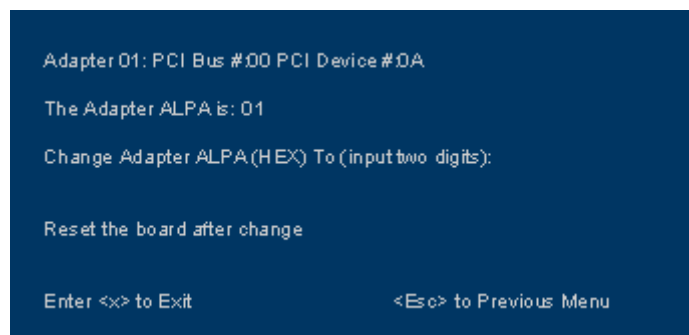 Adapter 01: PCI Bus #:00 PCI Device #:0A
The Adapter ALPA is: 01
Change Adapter ALPA (HEX) To (input two digits):
Reset the board after change
Enter <x> to Exit <Esc> to Previous Menu